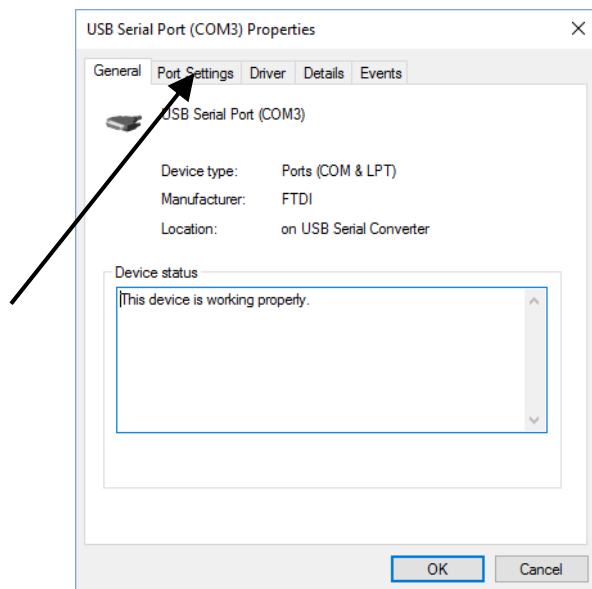 USB Serial Port (COM3) Properties
General Port Settings Driver Details Events
USB Serial Port (COM3)
Device type: Ports (COM & LPT)
Manufacturer: FTDI
Location: on USB Serial Converter
Device status
This device is working properly.
OK Cancel